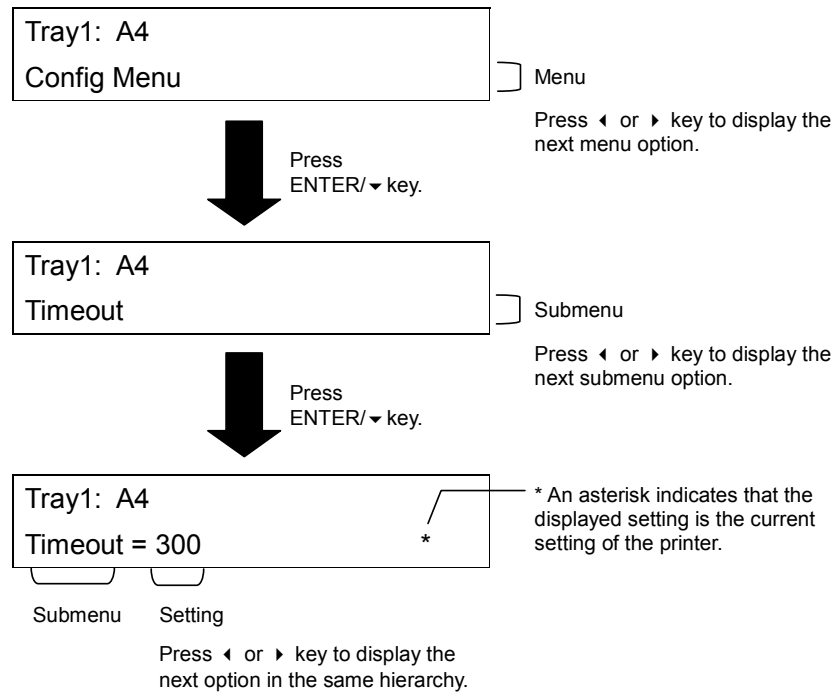 Tray1: A4
Config Menu
Menu
Press ◂ or ▸ key to display the
next menu option.
Press
ENTER/▾ key.
Tray1: A4
Timeout
Submenu
Press ◂ or ▸ key to display the
next submenu option.
Press
ENTER/▾ key.
Tray1: A4
Timeout = 300 *
* An asterisk indicates that the
displayed setting is the current
setting of the printer.
Submenu Setting
Press ◂ or ▸ key to display the
next option in the same hierarchy.